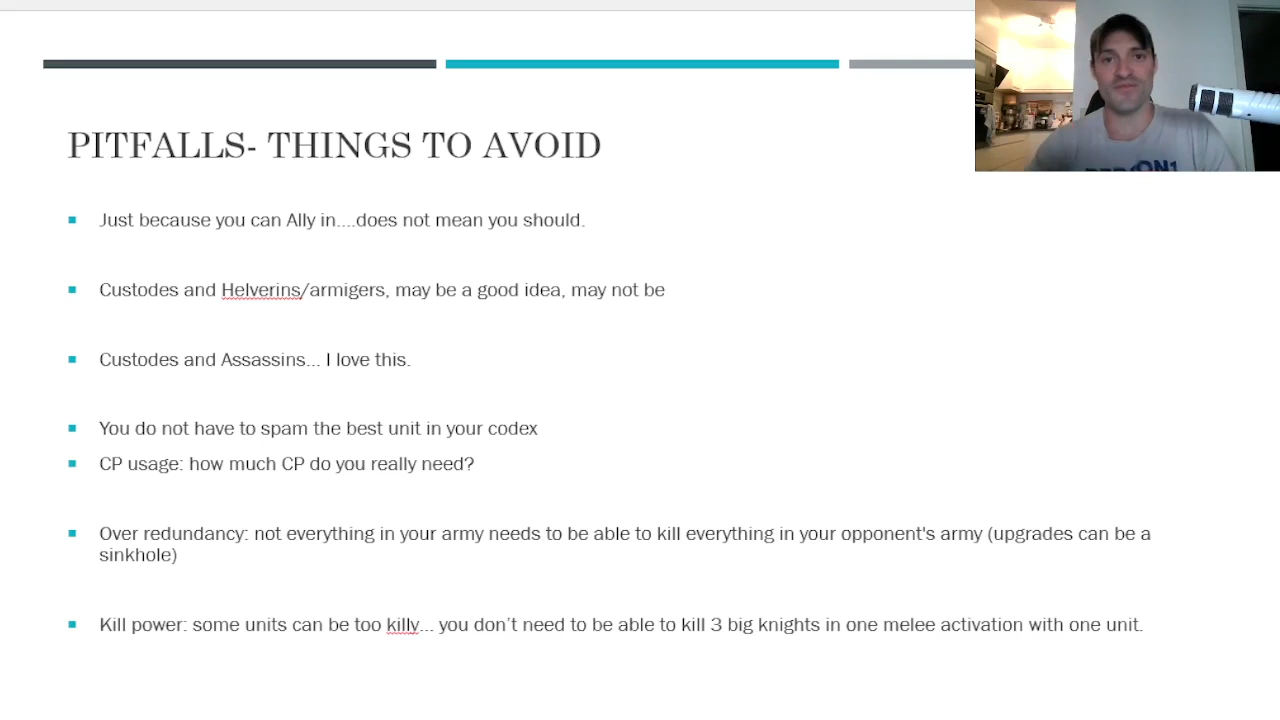 PITFALLS- THINGS TO AVOID
Just because you can Ally in....does not mean you should.
Custodes and Helverins/armigers, may be a good idea, may not be
Custodes and Assassins... I love this.
You do not have to spam the best unit in your codex
CP usage: how much CP do you really need?
Over redundancy: not everything in your army needs to be able to kill everything in your opponent's army (upgrades can be a
sinkhole)
Kill power: some units can be too killy... you don’t need to be able to kill 3 big knights in one melee activation with one unit.